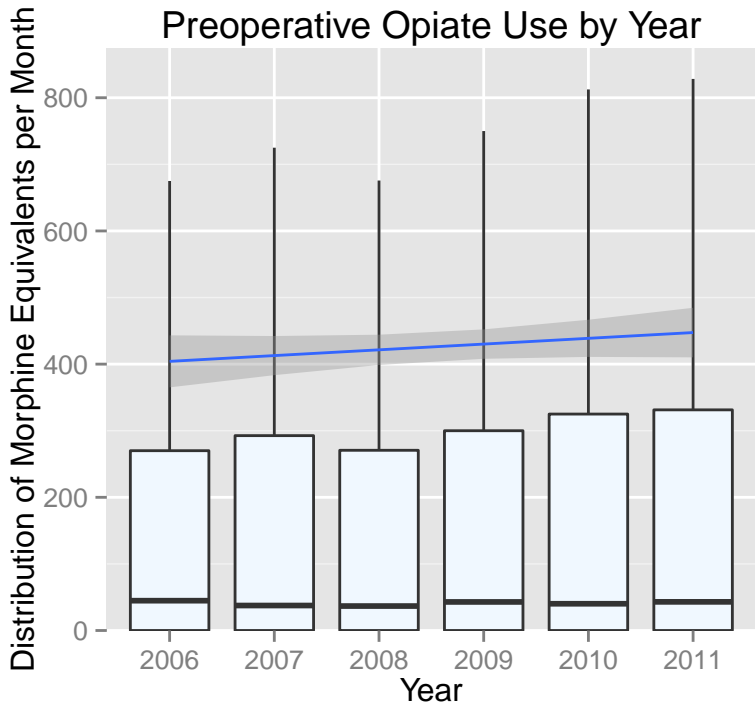 Preoperative Opiate Use by Year
Distribution of Morphine Equivalents per Month
800
600
400
200
0
2006 2007 2008 2009 2010 2011
Year